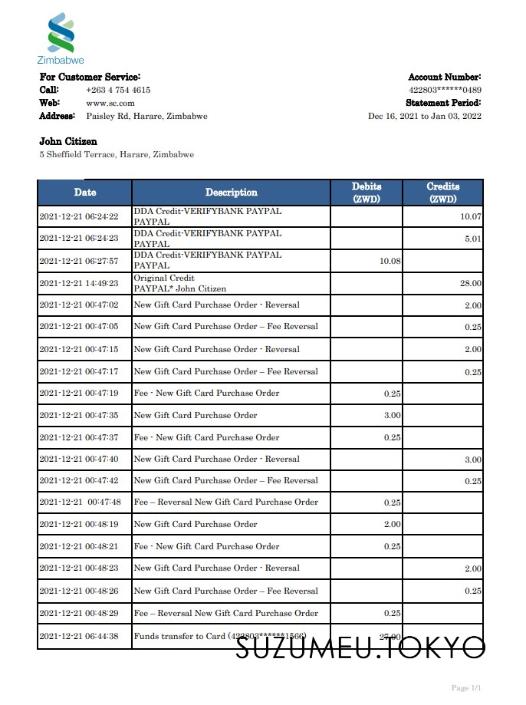 Zimbabwe
For Customer Service:
Call: +263 4 754 4615
Web: www.sc.com
Address: Paisley Rd, Harare, Zimbabwe
Account Number:
422803******0489
Statement Period:
Dec 16, 2021 to Jan 03, 2022
John Citizen
5 Sheffield Terrace, Harare, Zimbabwe
Date Description Debits (ZWD) Credits (ZWD)
2021-12-21 06:24:22 DDA Credit-VERIFYBANK PAYPAL PAYPAL 10.07
2021-12-21 06:24:23 DDA Credit-VERIFYBANK PAYPAL PAYPAL 5.01
2021-12-21 06:27:57 DDA Credit-VERIFYBANK PAYPAL PAYPAL 10.08
2021-12-21 14:49:23 Original Credit PAYPAL* John Citizen 28.00
2021-12-21 00:47:02 New Gift Card Purchase Order - Reversal 2.00
2021-12-21 00:47:05 New Gift Card Purchase Order – Fee Reversal 0.25
2021-12-21 00:47:15 New Gift Card Purchase Order - Reversal 2.00
2021-12-21 00:47:17 New Gift Card Purchase Order – Fee Reversal 0.25
2021-12-21 00:47:19 Fee - New Gift Card Purchase Order 0.25
2021-12-21 00:47:35 New Gift Card Purchase Order 3.00
2021-12-21 00:47:37 Fee - New Gift Card Purchase Order 0.25
2021-12-21 00:47:40 New Gift Card Purchase Order - Reversal 3.00
2021-12-21 00:47:42 New Gift Card Purchase Order – Fee Reversal 0.25
2021-12-21 00:47:48 Fee – Reversal New Gift Card Purchase Order 0.25
2021-12-21 00:48:19 New Gift Card Purchase Order 2.00
2021-12-21 00:48:21 Fee - New Gift Card Purchase Order 0.25
2021-12-21 00:48:23 New Gift Card Purchase Order - Reversal 2.00
2021-12-21 00:48:26 New Gift Card Purchase Order – Fee Reversal 0.25
2021-12-21 00:48:29 Fee – Reversal New Gift Card Purchase Order 0.25
2021-12-21 06:44:38 Funds transfer to Card
SUZUMEU.TOKYO
Page 1/1